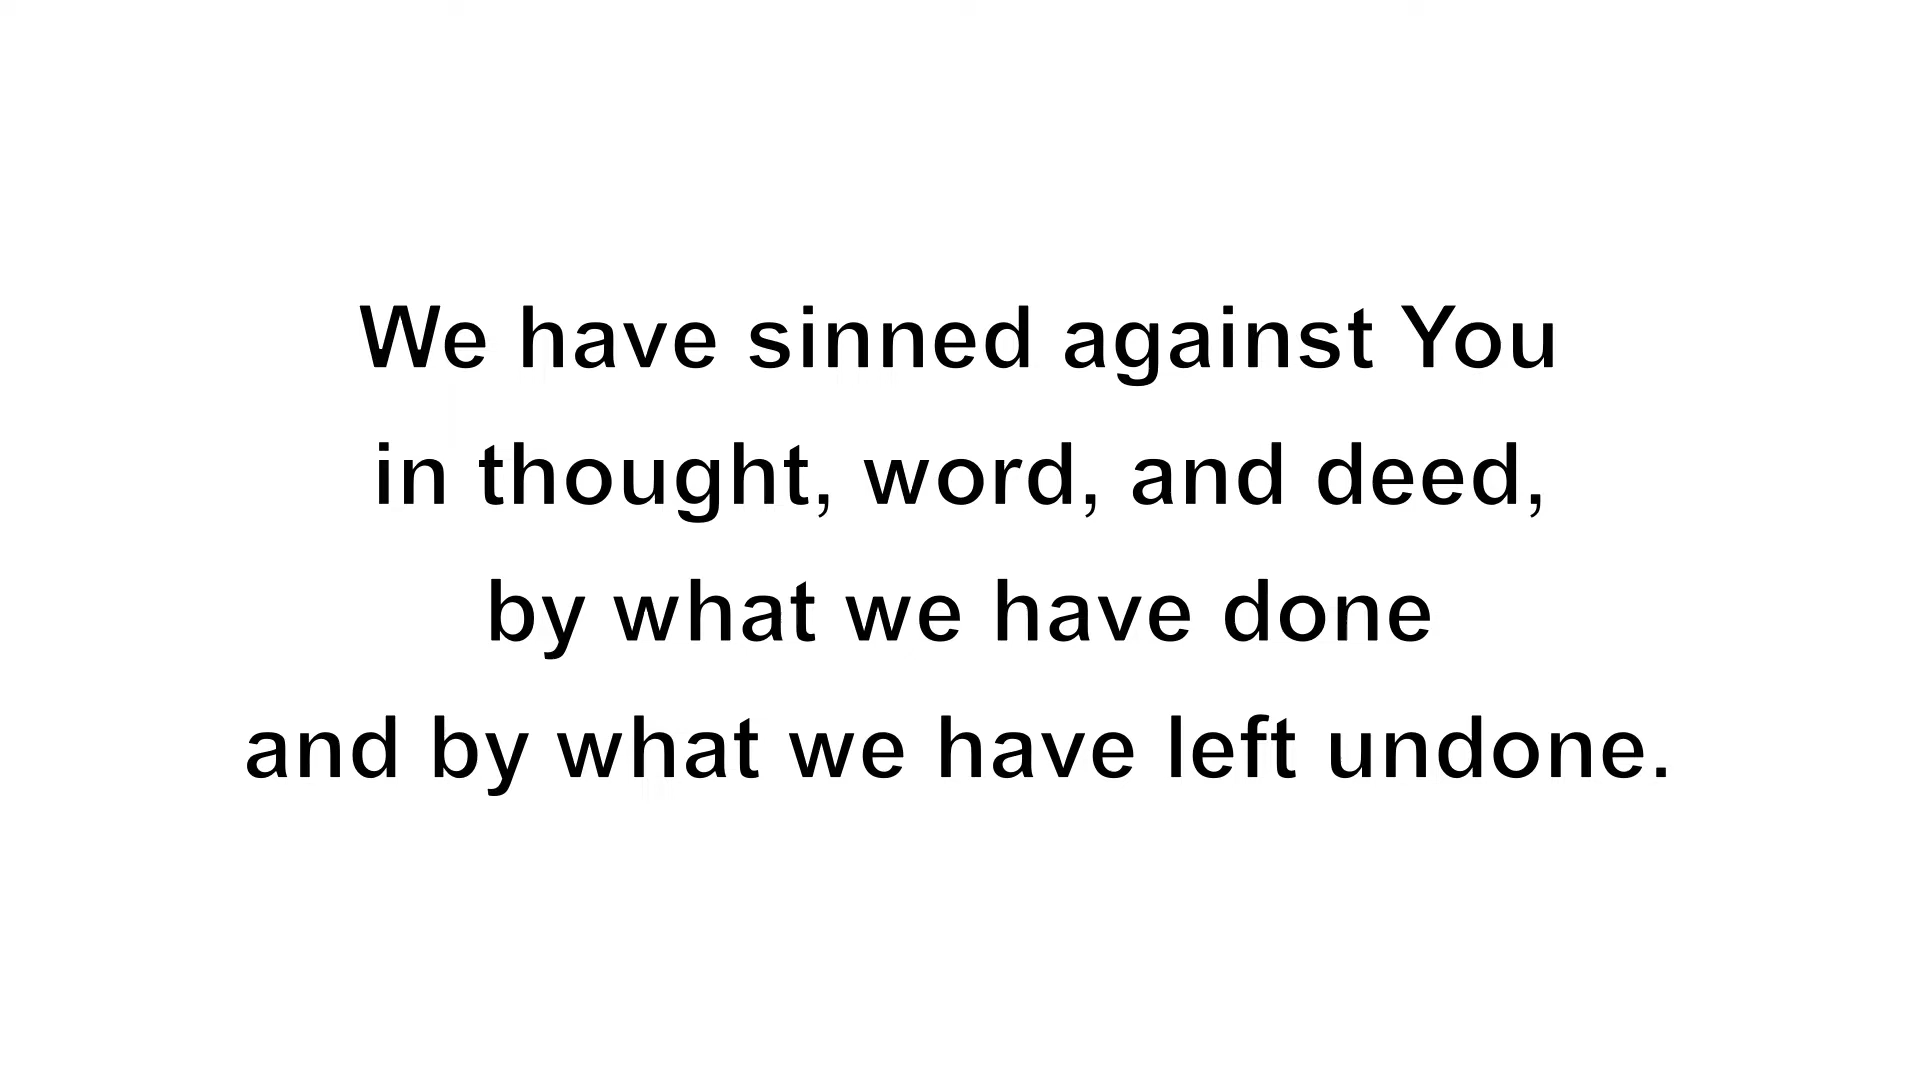 We have sinned against You
in thought, word, and deed,
by what we have done
and by what we have left undone.